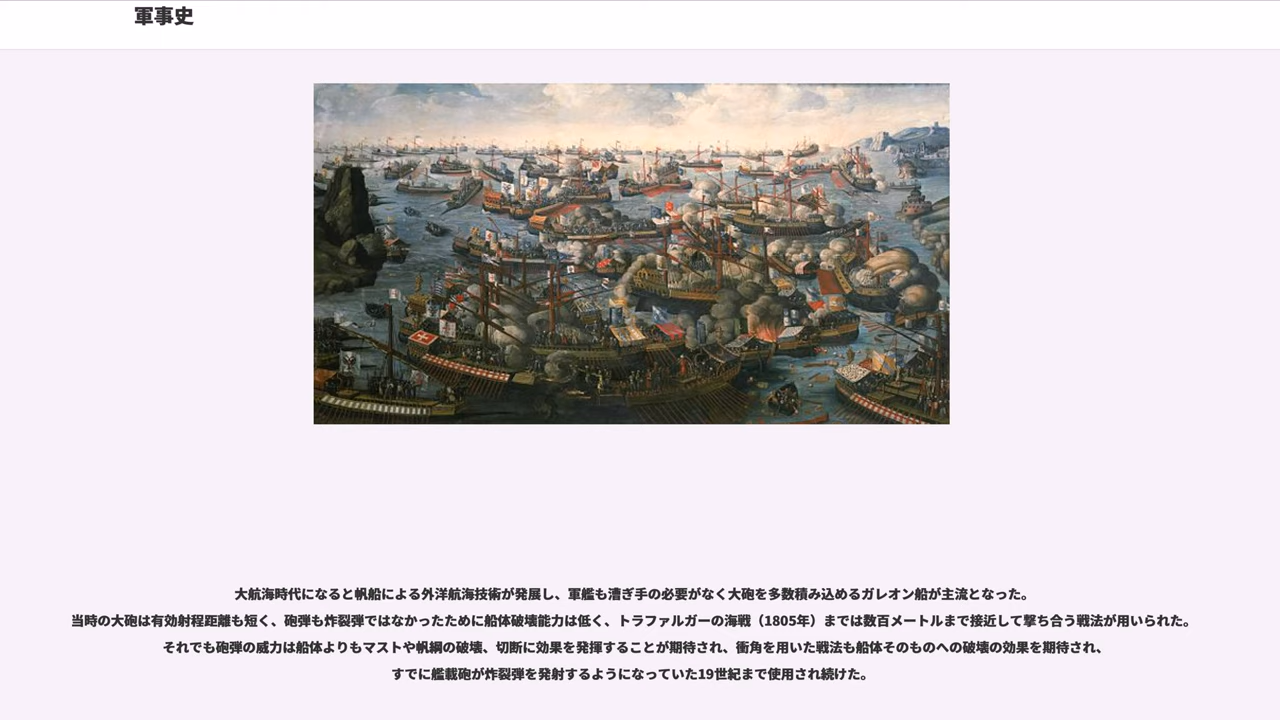 軍事史
大航海時代になると帆船による外洋航海技術が発展し、軍艦も漕ぎ手の必要がなく大砲を多数積み込めるガレオン船が主流となった。
当時の大砲は有効射程距離も短く、砲弾も炸裂弾ではなかったために船体破壊能力は低く、トラファルガーの海戦（1805年）までは数百メートルまで接近して撃ち合う戦法が用いられた。
それでも砲弾の威力は船体よりもマストや帆綱の破壊、切断に効果を発揮することが期待され、衝角を用いた戦法も船体そのものへの破壊の効果を期待され、
すでに艦載砲が炸裂弾を発射するようになっていた19世紀まで使用され続けた。